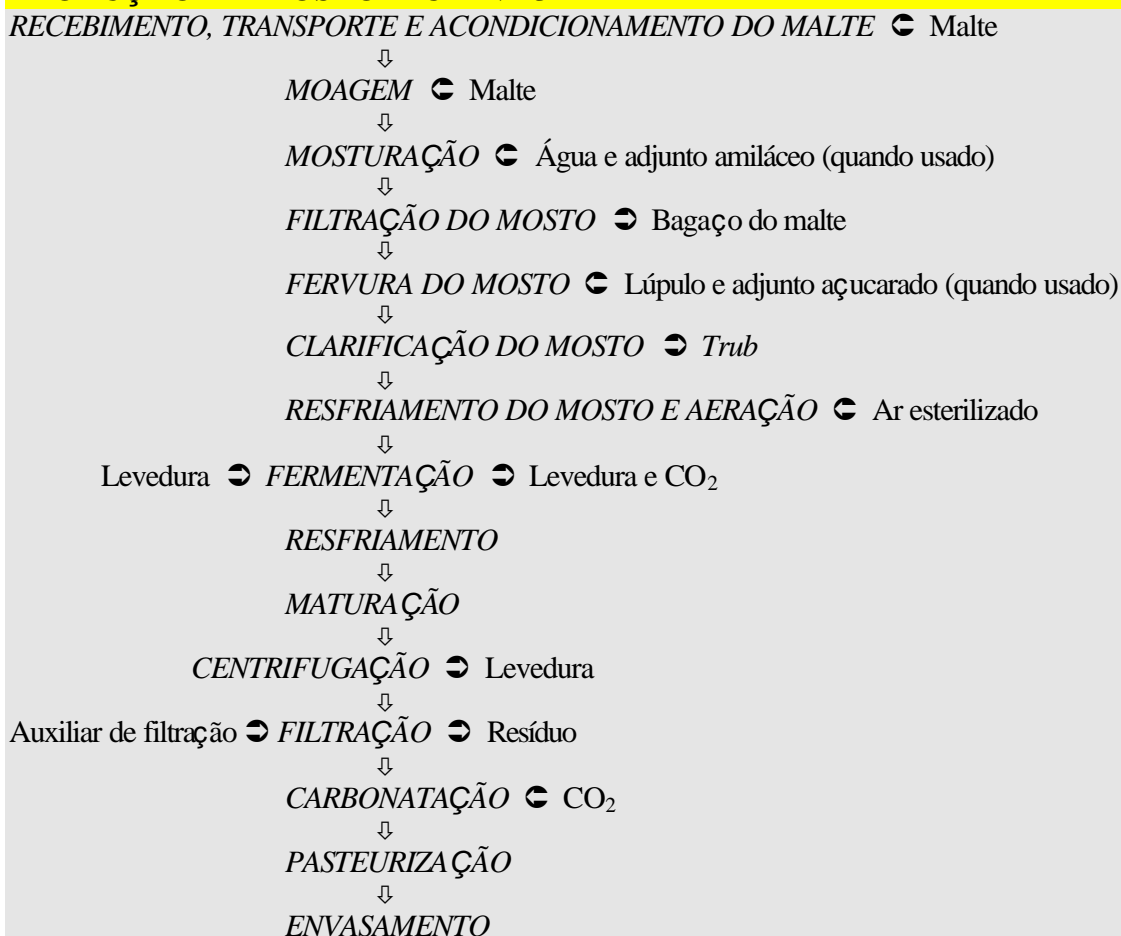 RECEBIMENTO, TRANSPORTE E ACONDICIONAMENTO DO MALTE ⮈ Malte
⇩
MOAGEM ⮈ Malte
⇩
MOSTURAÇÃO ⮈ Água e adjunto amiláceo (quando usado)
⇩
FILTRAÇÃO DO MOSTO ➲ Bagaço do malte
⇩
FERVURA DO MOSTO ⮈ Lúpulo e adjunto açucarado (quando usado)
⇩
CLARIFICAÇÃO DO MOSTO ➲ Trub
⇩
RESFRIAMENTO DO MOSTO E AERAÇÃO ⮈ Ar esterilizado
⇩
Levedura ➲ FERMENTAÇÃO ➲ Levedura e CO₂
⇩
RESFRIAMENTO
⇩
MATURAÇÃO
⇩
CENTRIFUGAÇÃO ➲ Levedura
⇩
Auxiliar de filtração ➲ FILTRAÇÃO ➲ Resíduo
⇩
CARBONATAÇÃO ⮈ CO₂
⇩
PASTEURIZAÇÃO
⇩
ENVASAMENTO